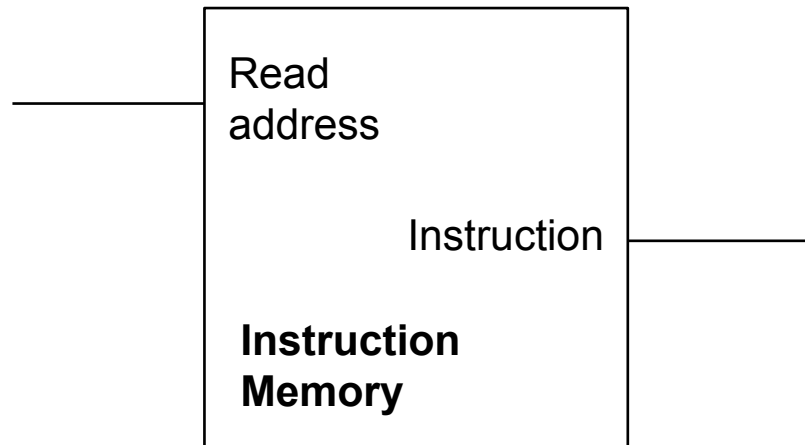 Read
address
Instruction
Instruction
Memory